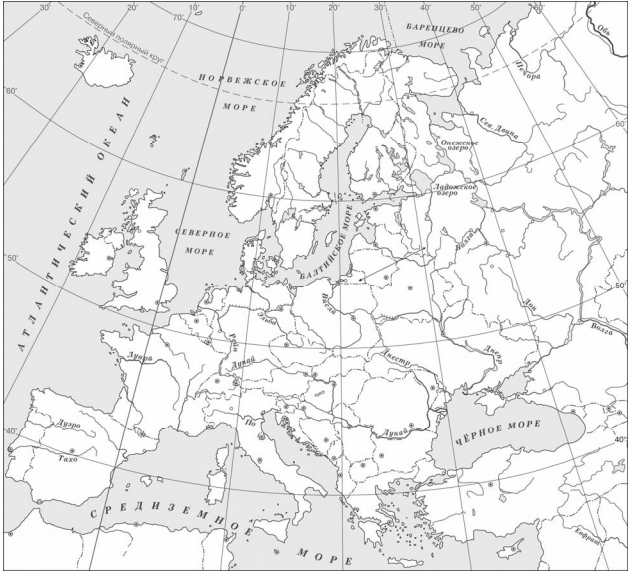 30°
70°
20°
10°
0°
10°
20°
30°
40°
50°
60°
70°
Северный полярный круг
БАРЕНЦЕВО
МОРЕ
Обь
Печора
НОРВЕЖСКОЕ
МОРЕ
60°
60°
АТЛАНТИЧЕСКИЙ ОКЕАН
Сев. Двина
Онежское
озеро
Ладожское
озеро
СЕВЕРНОЕ
МОРЕ
БАЛТИЙСКОЕ МОРЕ
50°
50°
Висла
Эльба
Рейн
Дон
Волга
Днепр
Днестр
Луара
Дунай
Дунай
По
ЧЁРНОЕ МОРЕ
40°
40°
Дуэро
Тахо
СРЕДИЗЕМНОЕ
МОРЕ
Евфрат